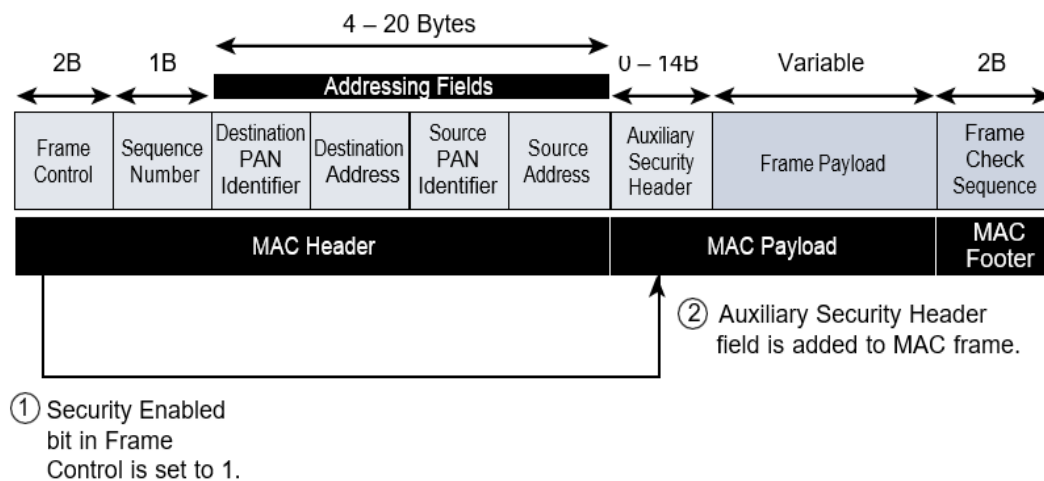 4 – 20 Bytes
2B
1B
Addressing Fields
0 – 14B
Variable
2B
Frame
Control
Sequence
Number
Destination
PAN
Identifier
Destination
Address
Source
PAN
Identifier
Source
Address
Auxiliary
Security
Header
Frame Payload
Frame
Check
Sequence
MAC Header
MAC Payload
MAC
Footer
② Auxiliary Security Header
field is added to MAC frame.
① Security Enabled
bit in Frame
Control is set to 1.